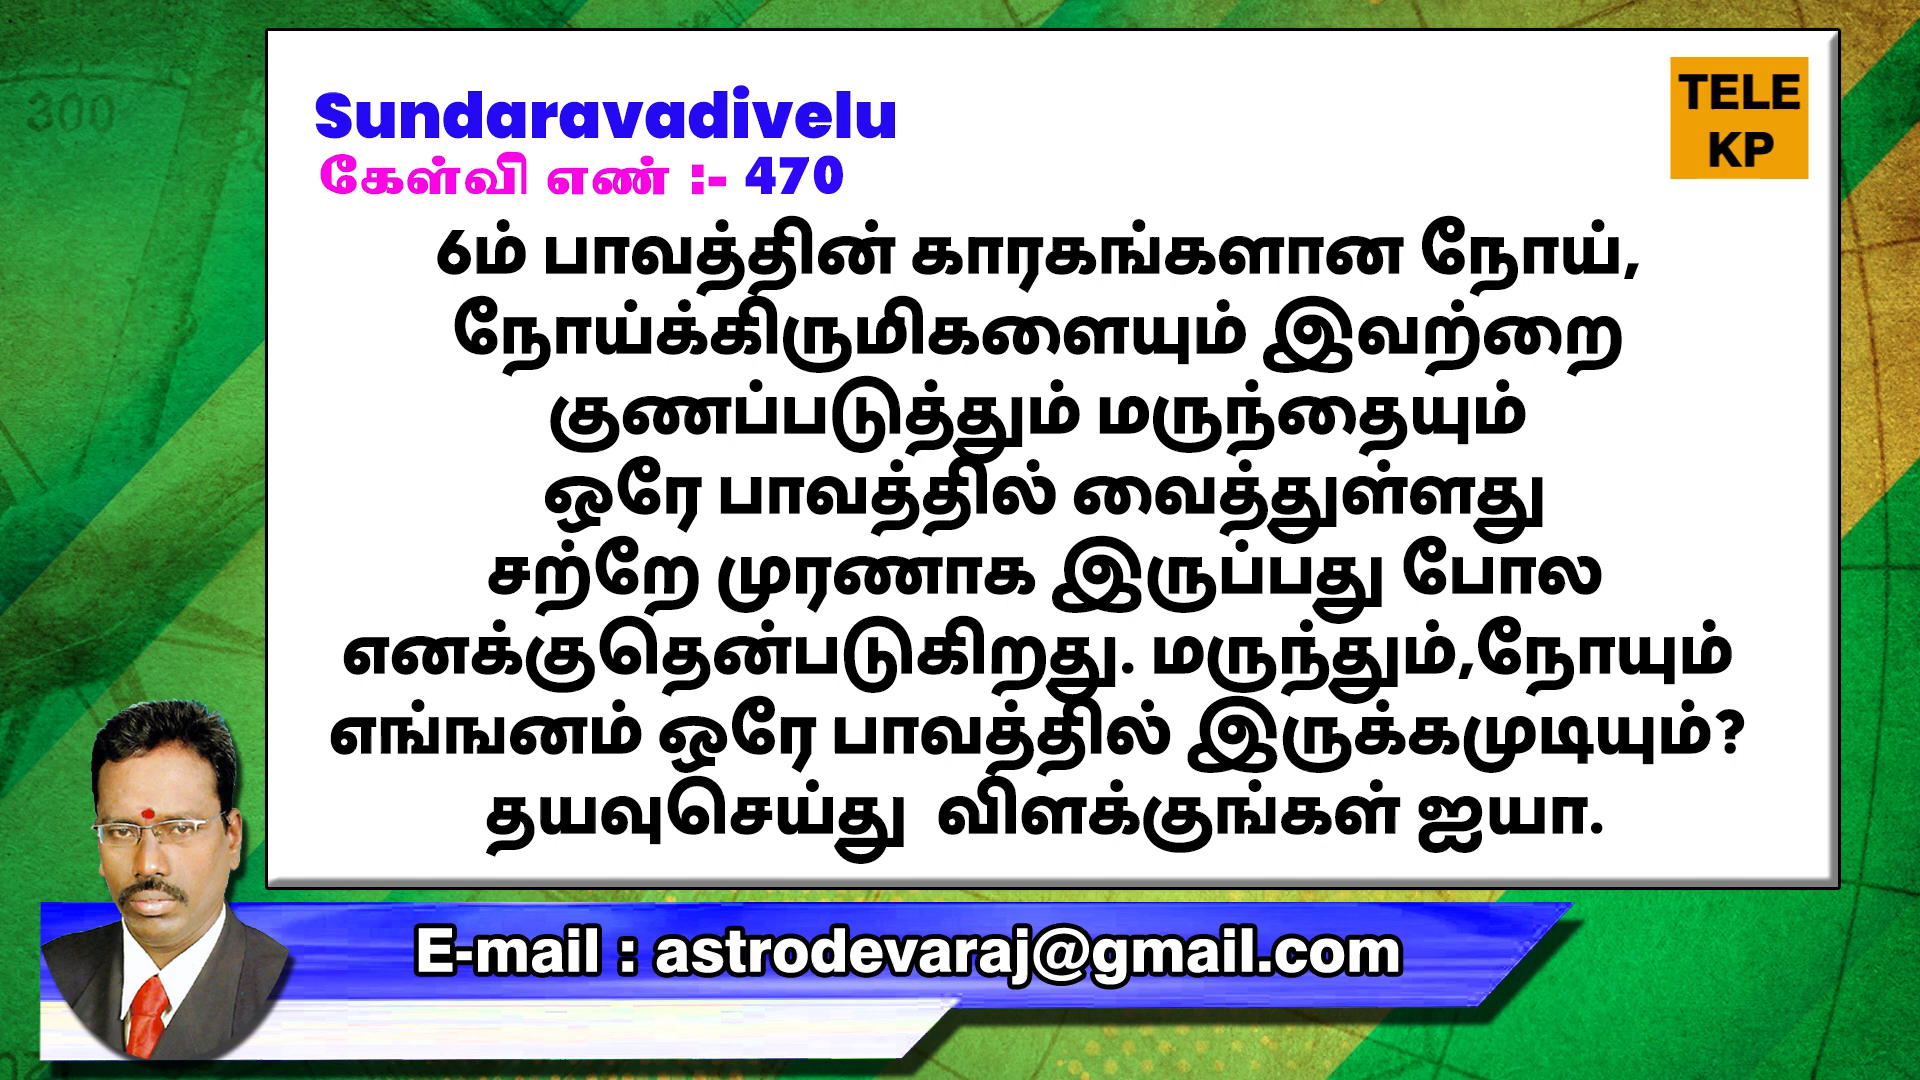 TELE
KP
Sundaravadivelu
கேள்வி எண் :- 470
6ம் பாவத்தின் காரகங்களான நோய்,
நோய்க்கிருமிகளையும் இவற்றை
குணப்படுத்தும் மருந்தையும்
ஒரே பாவத்தில் வைத்துள்ளது
சற்றே முரணாக இருப்பது போல
எனக்குதென்படுகிறது. மருந்தும்,நோயும்
எங்ஙனம் ஒரே பாவத்தில் இருக்கமுடியும்?
தயவுசெய்து விளக்குங்கள் ஐயா.
E-mail : astrodevaraj@gmail.com
300